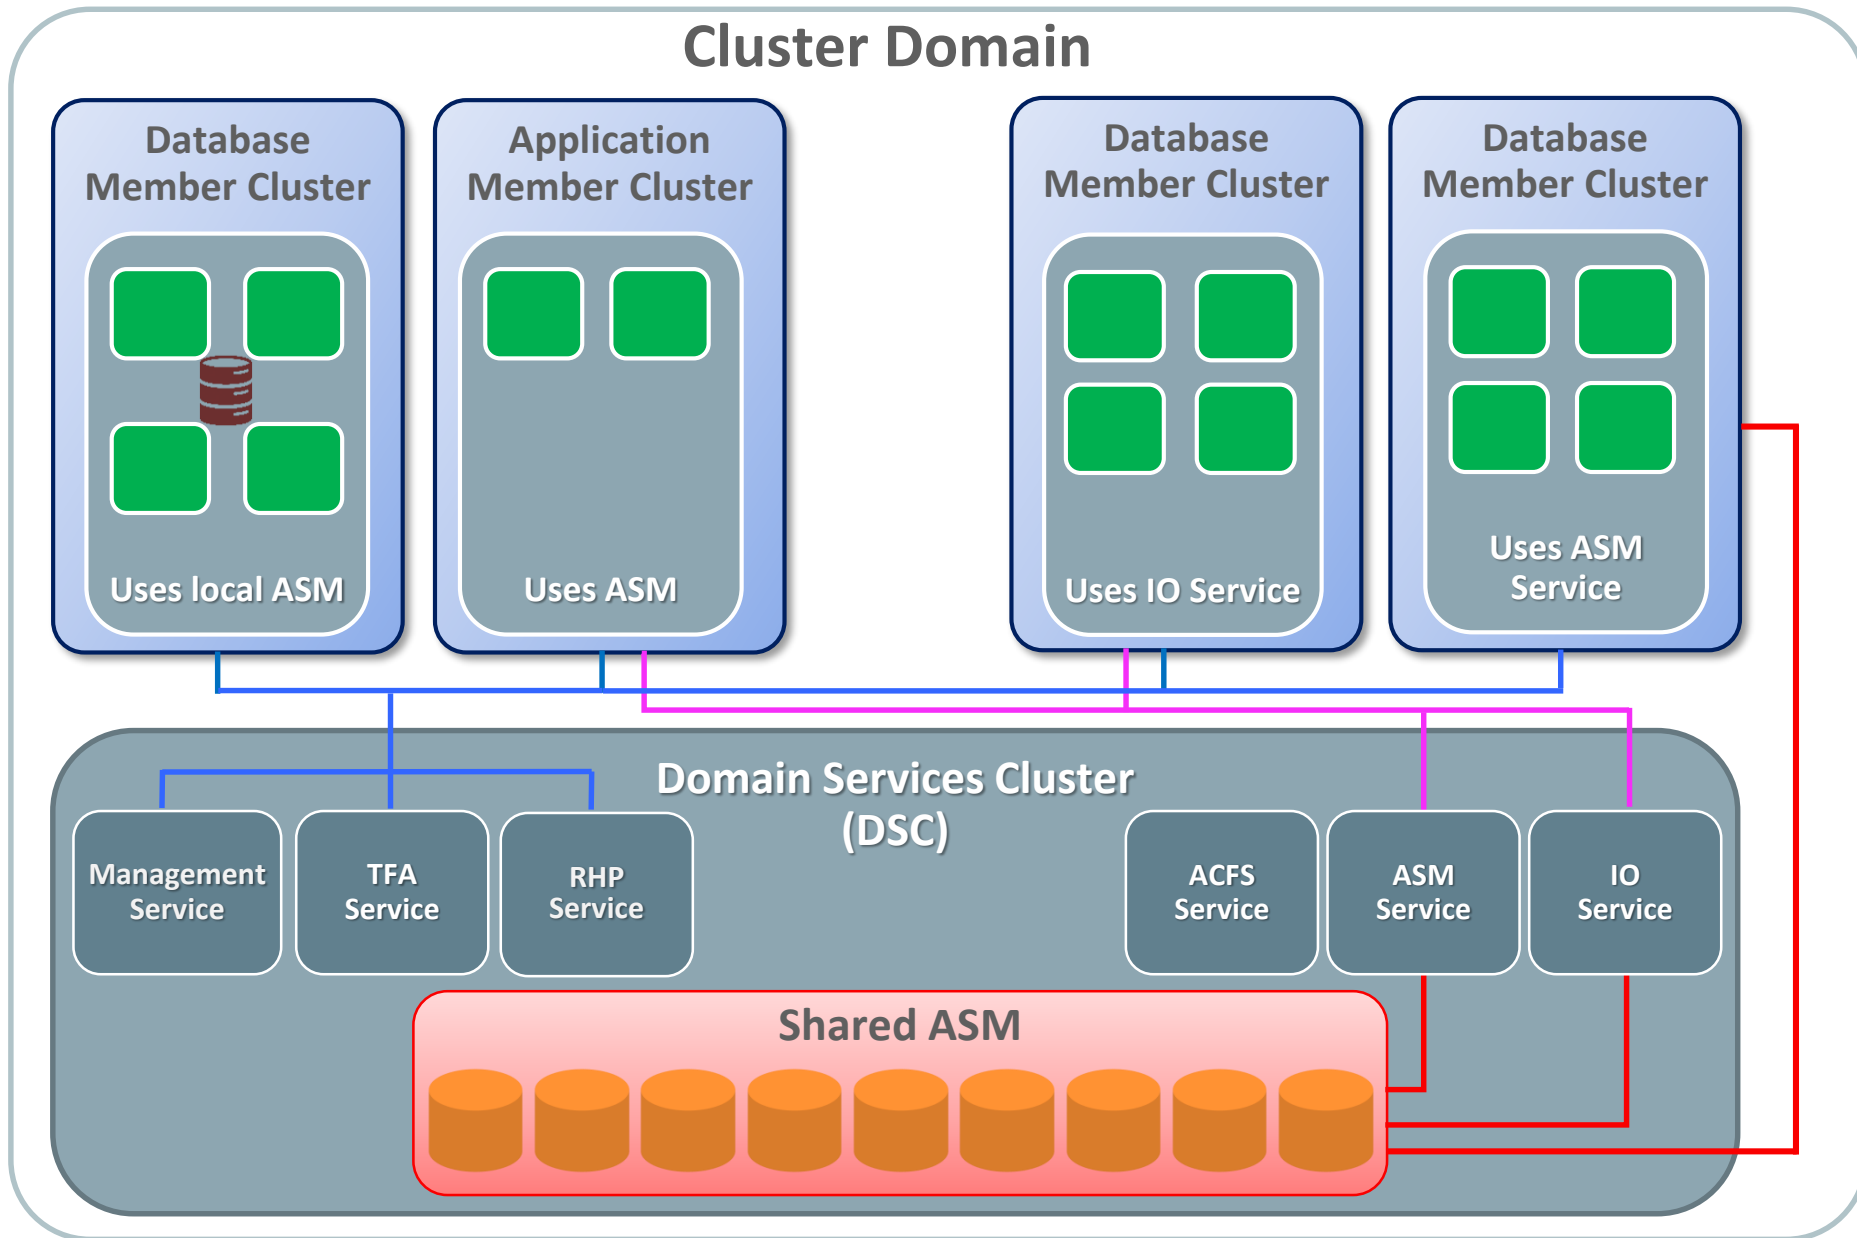 Cluster Domain
Database
Member Cluster
Uses local ASM
Application
Member Cluster
Uses ASM
Database
Member Cluster
Uses IO Service
Database
Member Cluster
Uses ASM
Service
Domain Services Cluster
(DSC)
Management
Service
TFA
Service
RHP
Service
ACFS
Service
ASM
Service
IO
Service
Shared ASM